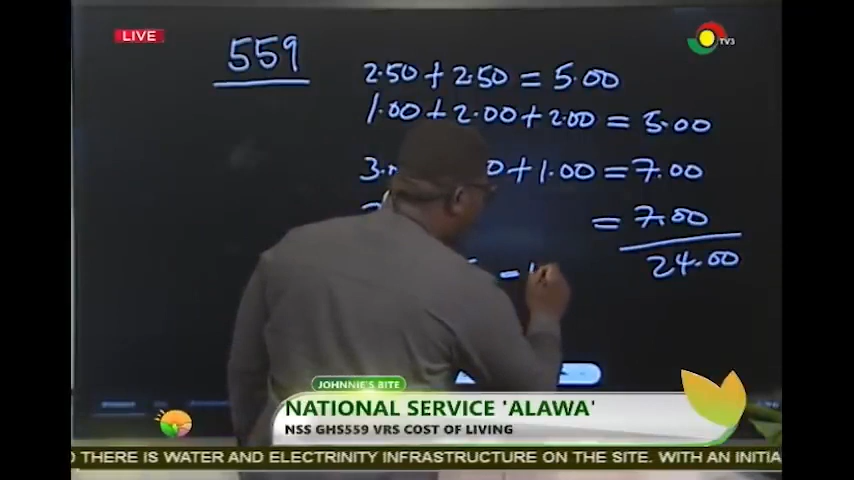 LIVE
TV3
559
2.50 + 2.50 = 5.00
1.00 + 2.00 + 2.00 = 5.00
+ 1.00 = 7.00
= 7.00
24.00
JOHNNIE'S BITE
NATIONAL SERVICE 'ALAWA'
NSS GHS559 VRS COST OF LIVING
THERE IS WATER AND ELECTRINITY INFRASTRUCTURE ON THE SITE. WITH AN